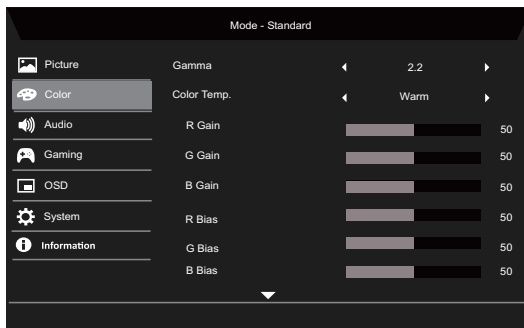 Mode - Standard
Picture
Gamma 2.2
Color
Color Temp. Warm
Audio
R Gain 50
Gaming
G Gain 50
OSD
B Gain 50
System
R Bias 50
Information
G Bias 50
B Bias 50